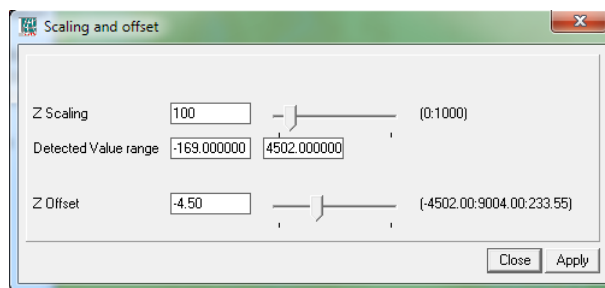 Scaling and offset
Z Scaling 100 (0:1000)
Detected Value range -169.000000 4502.000000
Z Offset -4.50 (-4502.00:9004.00:233.55)
Close Apply